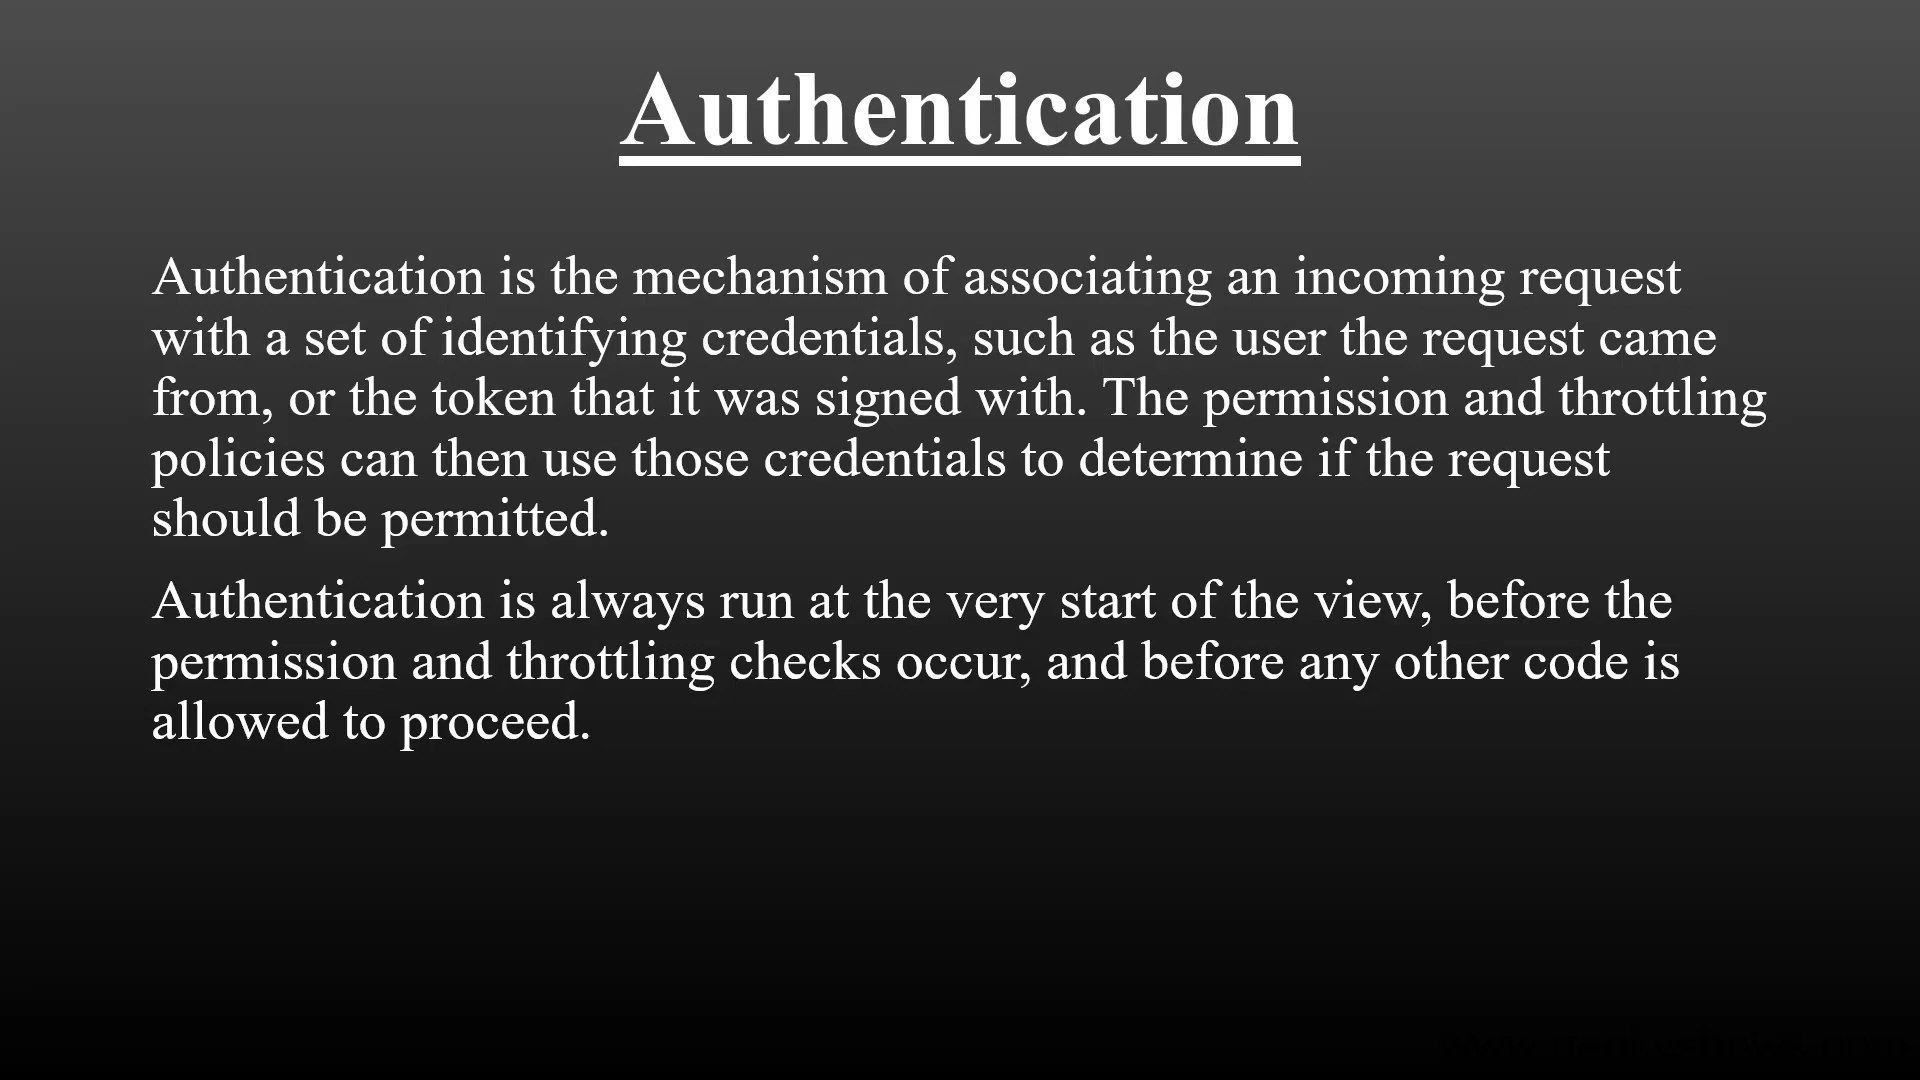 Authentication
Authentication is the mechanism of associating an incoming request
with a set of identifying credentials, such as the user the request came
from, or the token that it was signed with. The permission and throttling
policies can then use those credentials to determine if the request
should be permitted.
Authentication is always run at the very start of the view, before the
permission and throttling checks occur, and before any other code is
allowed to proceed.